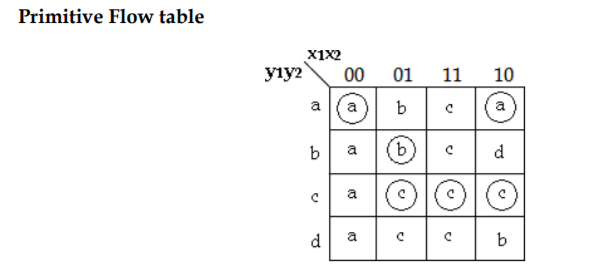 Primitive Flow table
X1X2
y1y2 00 01 11 10
a a b c a
b a b c d
c a c c c
d a c c b